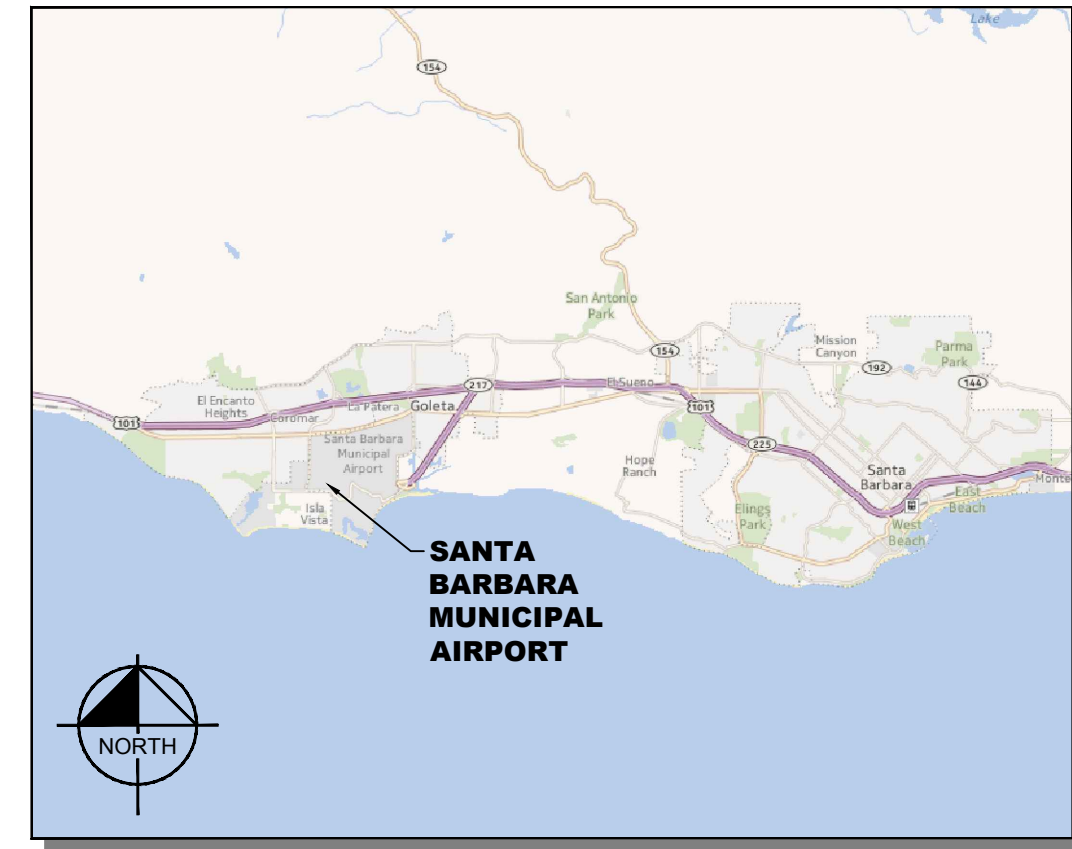 Lake
154
San Antonio
Park
154
Mission
Canyon
192
Parma
Park
144
217
El Sueno
El Encanto
Heights
Coromar
La Patera
Goleta
101
101
225
Santa Barbara
Municipal
Airport
Hope
Ranch
Santa
Barbara
Monte
East
Beach
Isla
Vista
Elings
Park
West
Beach
SANTA
BARBARA
MUNICIPAL
AIRPORT
NORTH